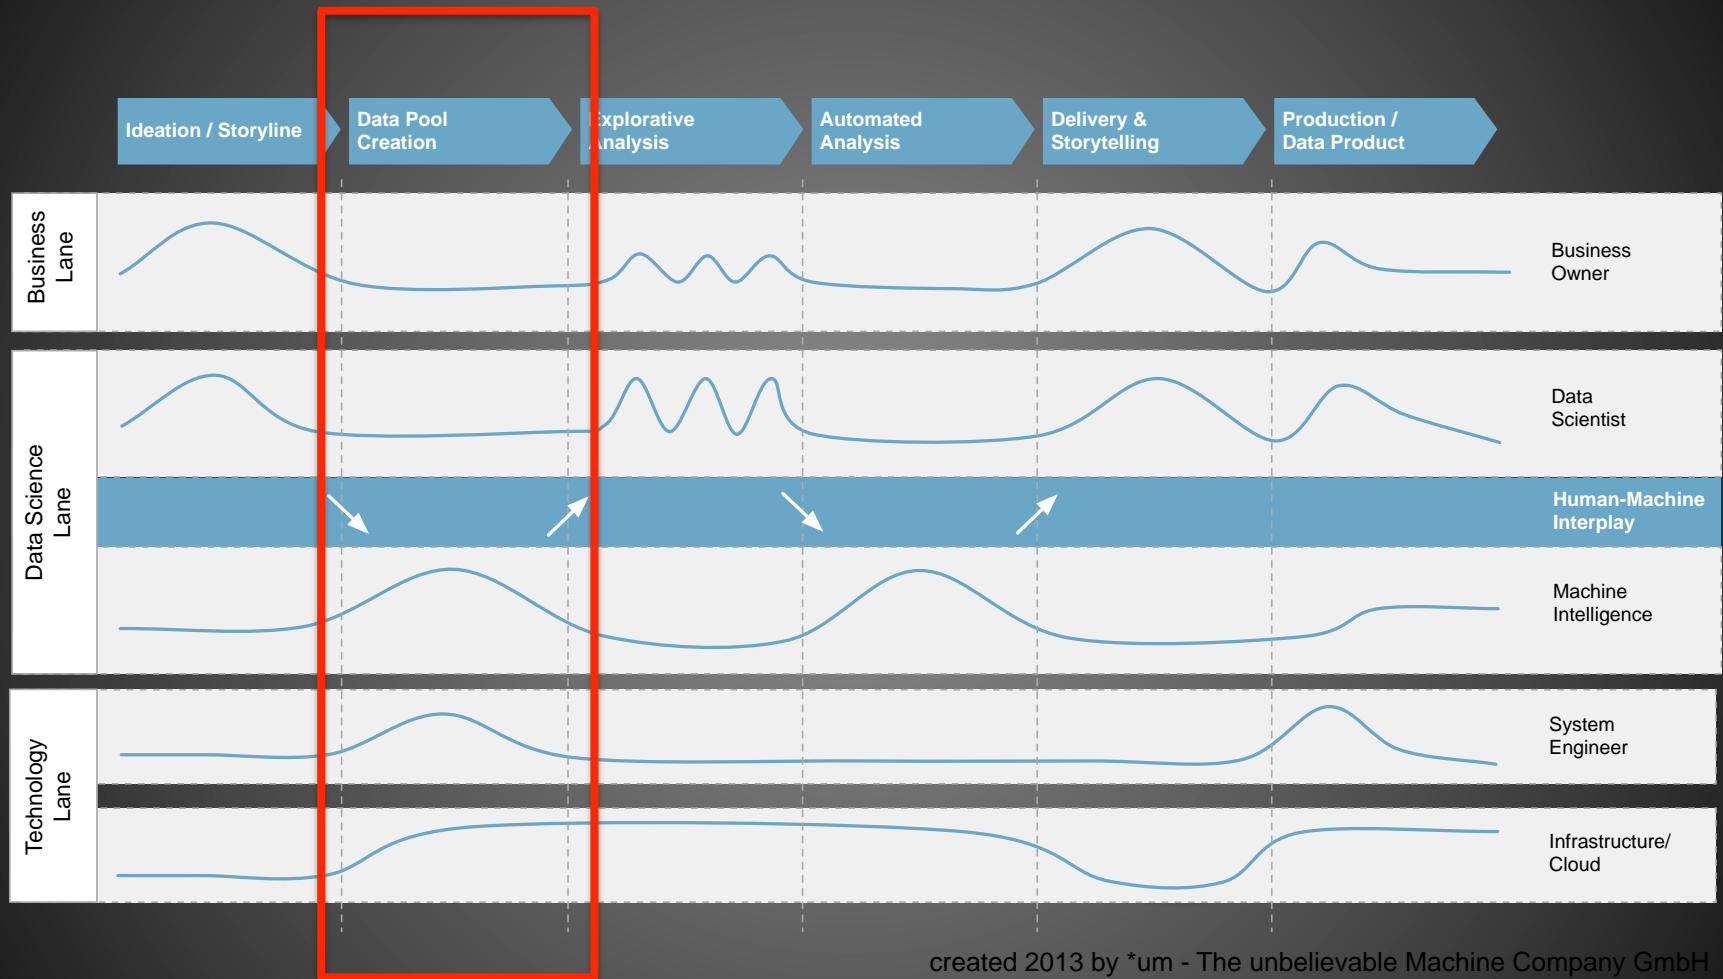 Ideation / Storyline
Data Pool
Creation
Explorative
Analysis
Automated
Analysis
Delivery &
Storytelling
Production /
Data Product
Business
Lane
Business
Owner
Data Science
Lane
Data
Scientist
Human-Machine
Interplay
Machine
Intelligence
Technology
Lane
System
Engineer
Infrastructure/
Cloud
created 2013 by *um - The unbelievable Machine Company GmbH